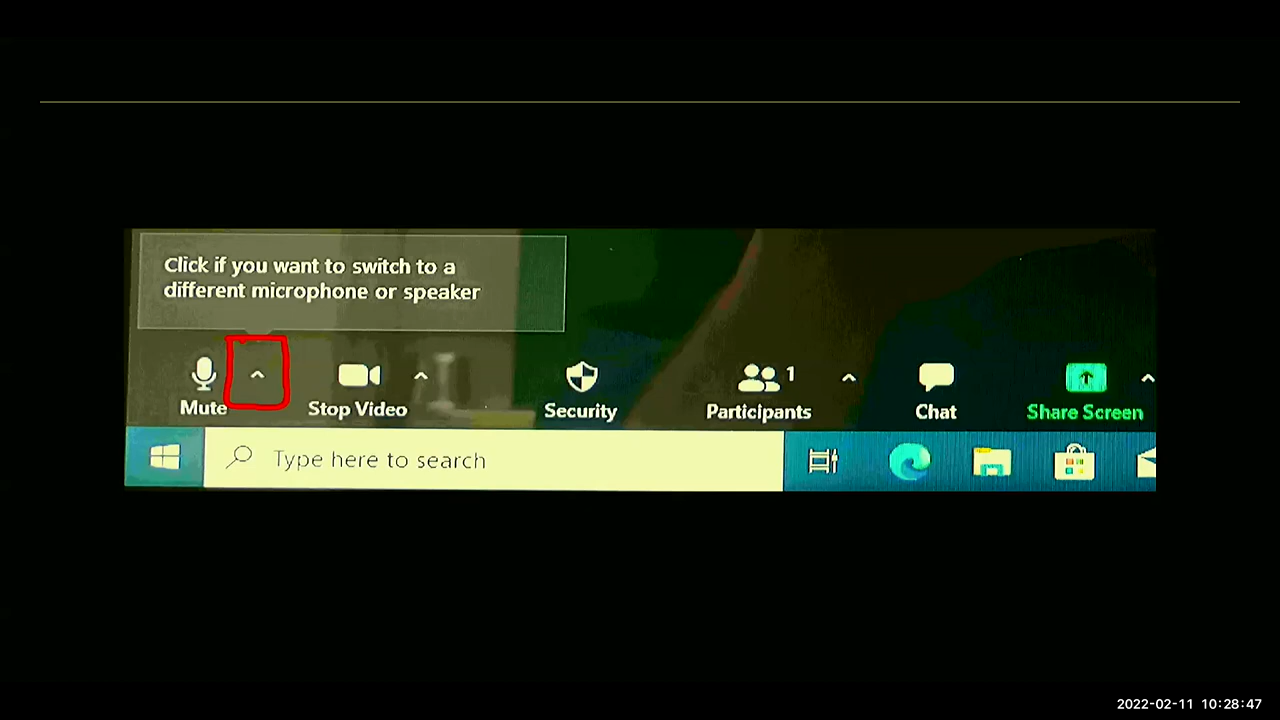 Click if you want to switch to a
different microphone or speaker
Mute
Stop Video
Security
1
Participants
Chat
Share Screen
Type here to search
2022-02-11 10:28:47